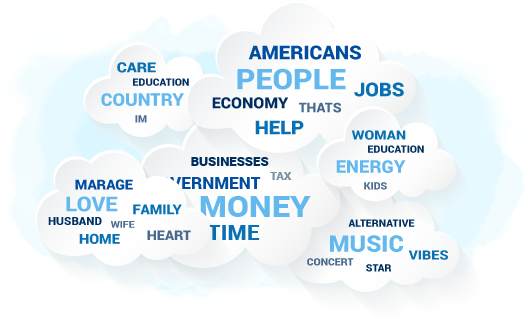 AMERICANS
PEOPLE
JOBS
ECONOMY THATS
HELP
CARE
EDUCATION
COUNTRY
IM
WOMAN
EDUCATION
ENERGY
KIDS
BUSINESSES
VERNMENT TAX
MONEY
TIME
MARAGE
LOVE FAMILY
HUSBAND WIFE
HOME HEART
ALTERNATIVE
MUSIC VIBES
CONCERT STAR